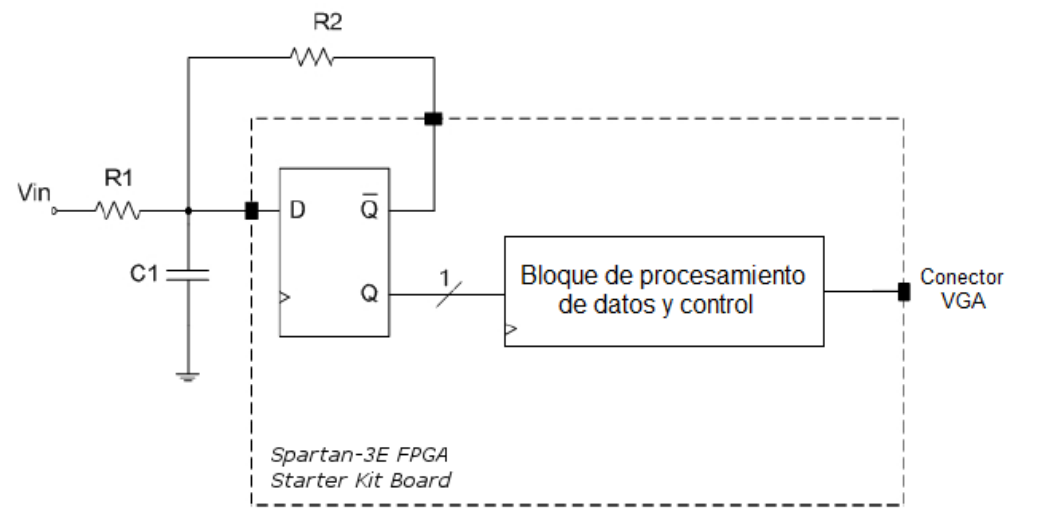 R2
R1
Vin
D
Q̅
C1
Q
1
Bloque de procesamiento
de datos y control
Conector
VGA
Spartan-3E FPGA
Starter Kit Board